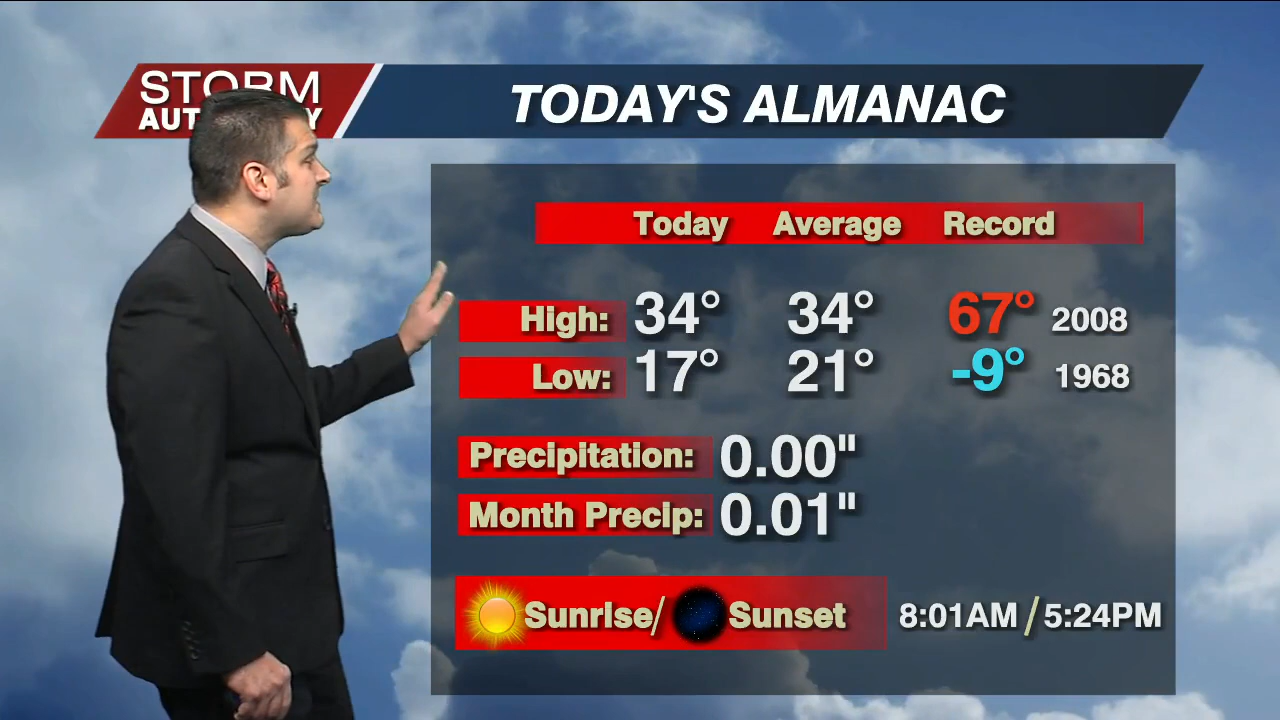 STORM
TODAY'S ALMANAC
Today Average Record
High: 34° 34° 67° 2008
Low: 17° 21° -9° 1968
Precipitation: 0.00"
Month Precip: 0.01"
Sunrise/ Sunset 8:01AM / 5:24PM